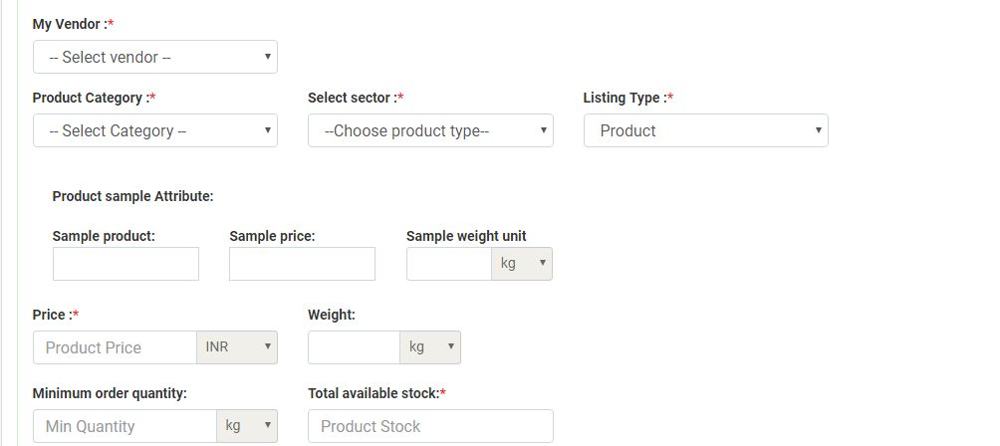 My Vendor :*
-- Select vendor --
Product Category :* Select sector :* Listing Type :*
-- Select Category -- --Choose product type-- Product
Product sample Attribute:
Sample product: Sample price: Sample weight unit
kg
Price :* Weight:
Product Price INR kg
Minimum order quantity: Total available stock:*
Min Quantity kg Product Stock